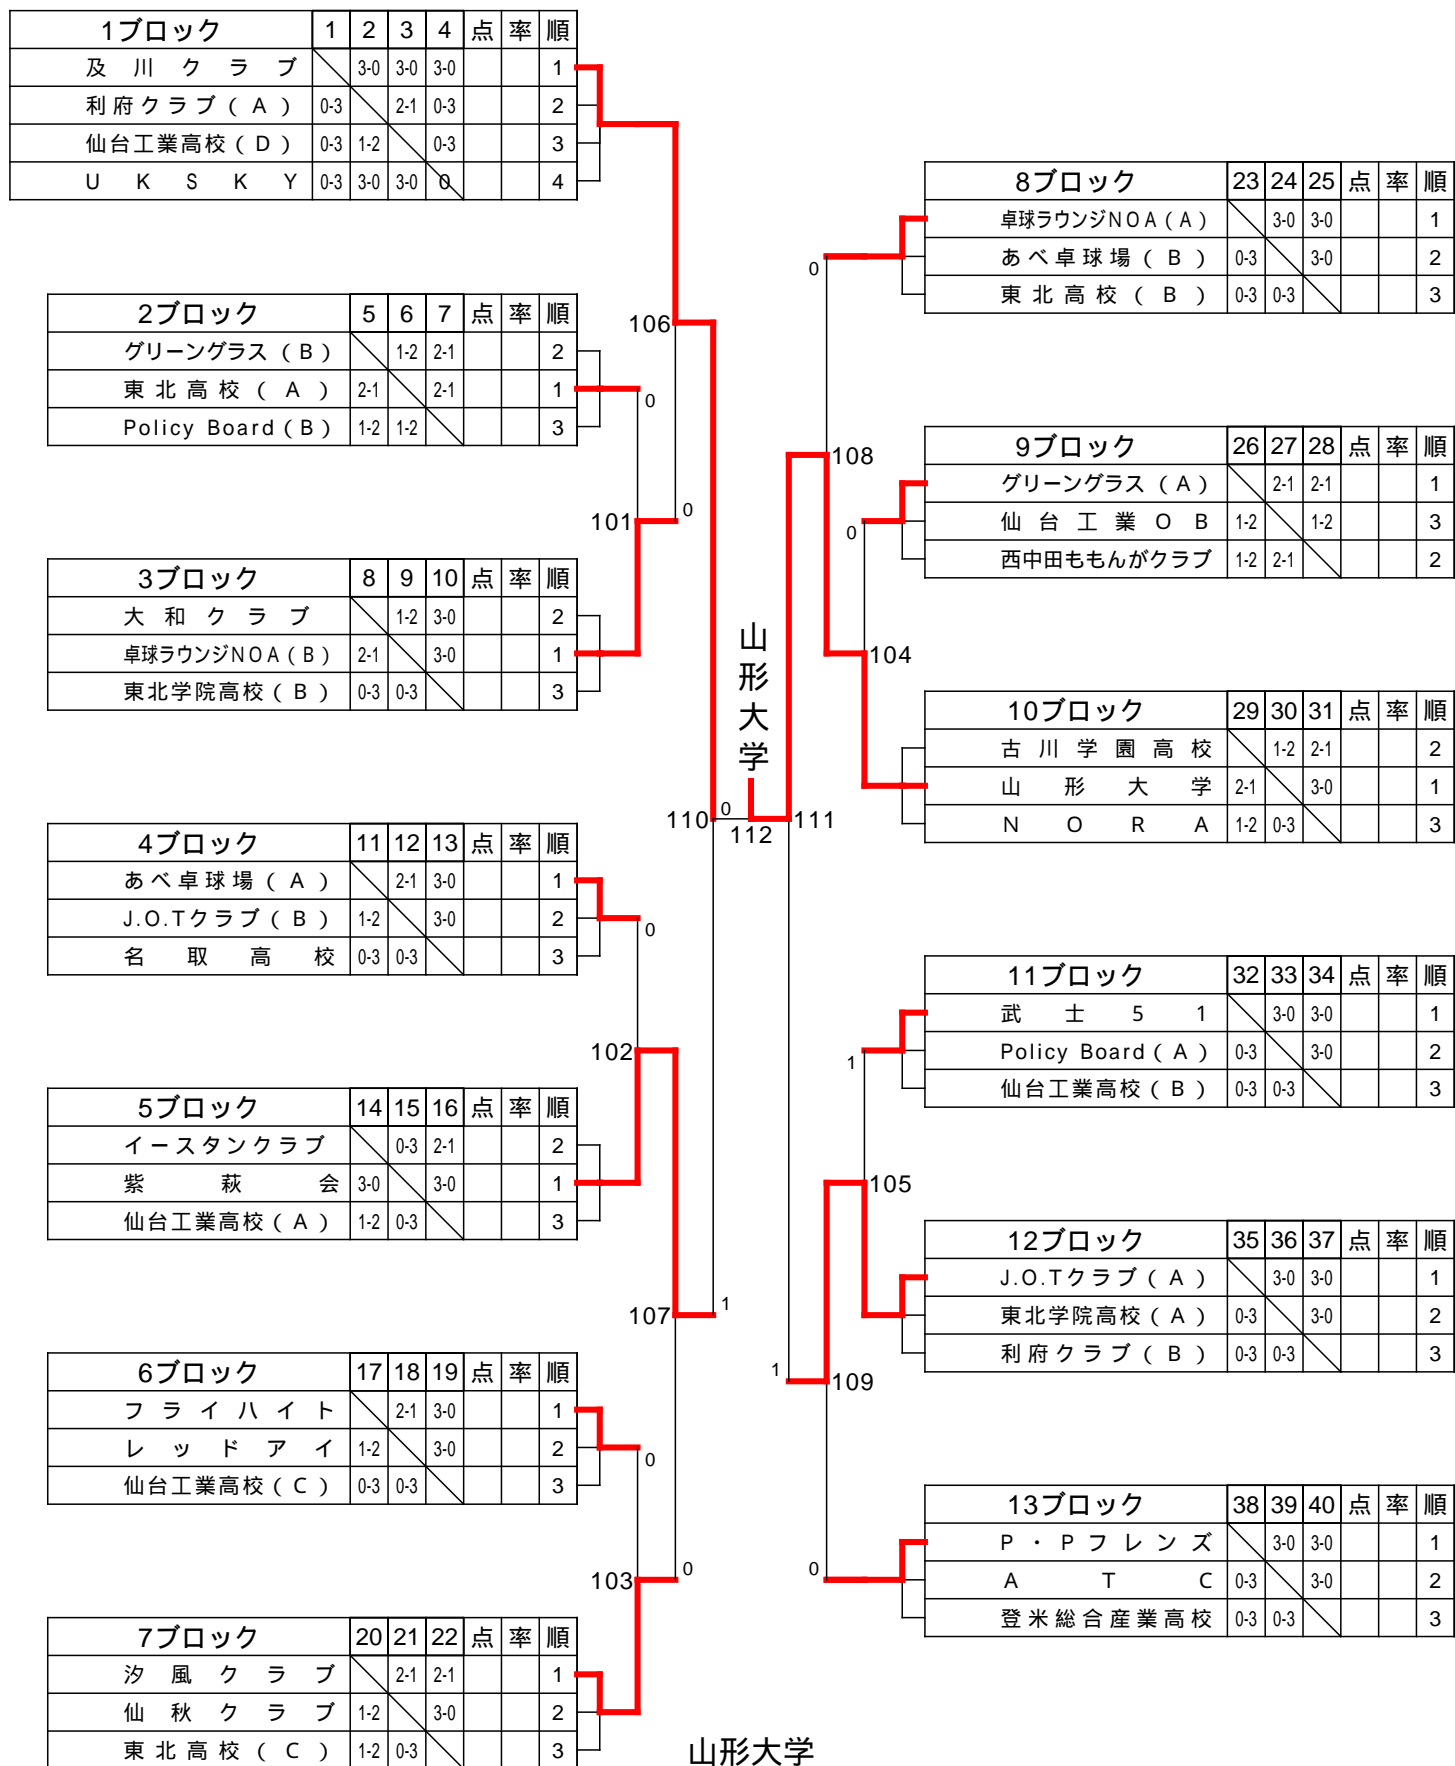 1ブロック 1 2 3 4 点 率 順
及川クラブ 3-0 3-0 3-0 1
利府クラブ(A) 0-3 2-1 0-3 2
仙台工業高校(D) 0-3 1-2 0-3 3
UKSKY 0-3 3-0 3-0 0 4
2ブロック 5 6 7 点 率 順
グリーングラス(B) 1-2 2-1 2
東北高校(A) 2-1 2-1 1
Policy Board(B) 1-2 1-2 3
3ブロック 8 9 10 点 率 順
大和クラブ 1-2 3-0 2
卓球ラウンジNOA(B) 2-1 3-0 1
東北学院高校(B) 0-3 0-3 3
4ブロック 11 12 13 点 率 順
あべ卓球場(A) 2-1 3-0 1
J.O.Tクラブ(B) 1-2 3-0 2
名取高校 0-3 0-3 3
5ブロック 14 15 16 点 率 順
イースタンクラブ 0-3 2-1 2
紫萩会 3-0 3-0 1
仙台工業高校(A) 1-2 0-3 3
6ブロック 17 18 19 点 率 順
フライハイト 2-1 3-0 1
レッドアイ 1-2 3-0 2
仙台工業高校(C) 0-3 0-3 3
7ブロック 20 21 22 点 率 順
汐風クラブ 2-1 2-1 1
仙秋クラブ 1-2 3-0 2
東北高校(C) 1-2 0-3 3
106
0
101
0
110
0
102
0
107
1
0
103
0
山形大学
112
111
0
108
0
104
1
105
1
109
0
8ブロック 23 24 25 点 率 順
卓球ラウンジNOA(A) 3-0 3-0 1
あべ卓球場(B) 0-3 3-0 2
東北高校(B) 0-3 0-3 3
9ブロック 26 27 28 点 率 順
グリーングラス(A) 2-1 2-1 1
仙台工業OB 1-2 1-2 3
西中田ももんがクラブ 1-2 2-1 2
10ブロック 29 30 31 点 率 順
古川学園高校 1-2 2-1 2
山形大学 2-1 3-0 1
NORA 1-2 0-3 3
11ブロック 32 33 34 点 率 順
武士51 3-0 3-0 1
Policy Board(A) 0-3 3-0 2
仙台工業高校(B) 0-3 0-3 3
12ブロック 35 36 37 点 率 順
J.O.Tクラブ(A) 3-0 3-0 1
東北学院高校(A) 0-3 3-0 2
利府クラブ(B) 0-3 0-3 3
13ブロック 38 39 40 点 率 順
P・Pフレンズ 3-0 3-0 1
ATC 0-3 3-0 2
登米総合産業高校 0-3 0-3 3
山形大学